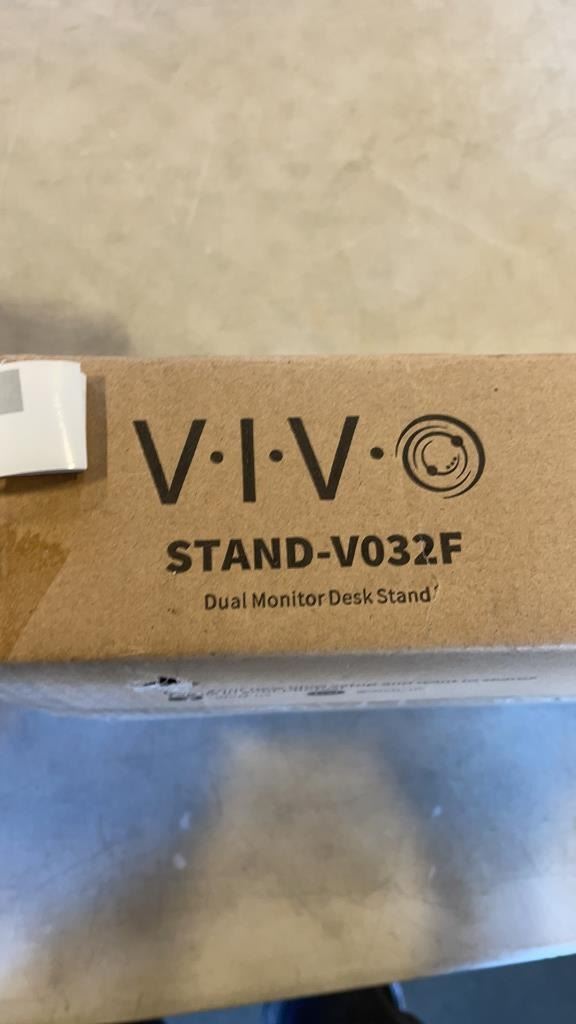 V·I·V·O
STAND-V032F
Dual Monitor Desk Stand